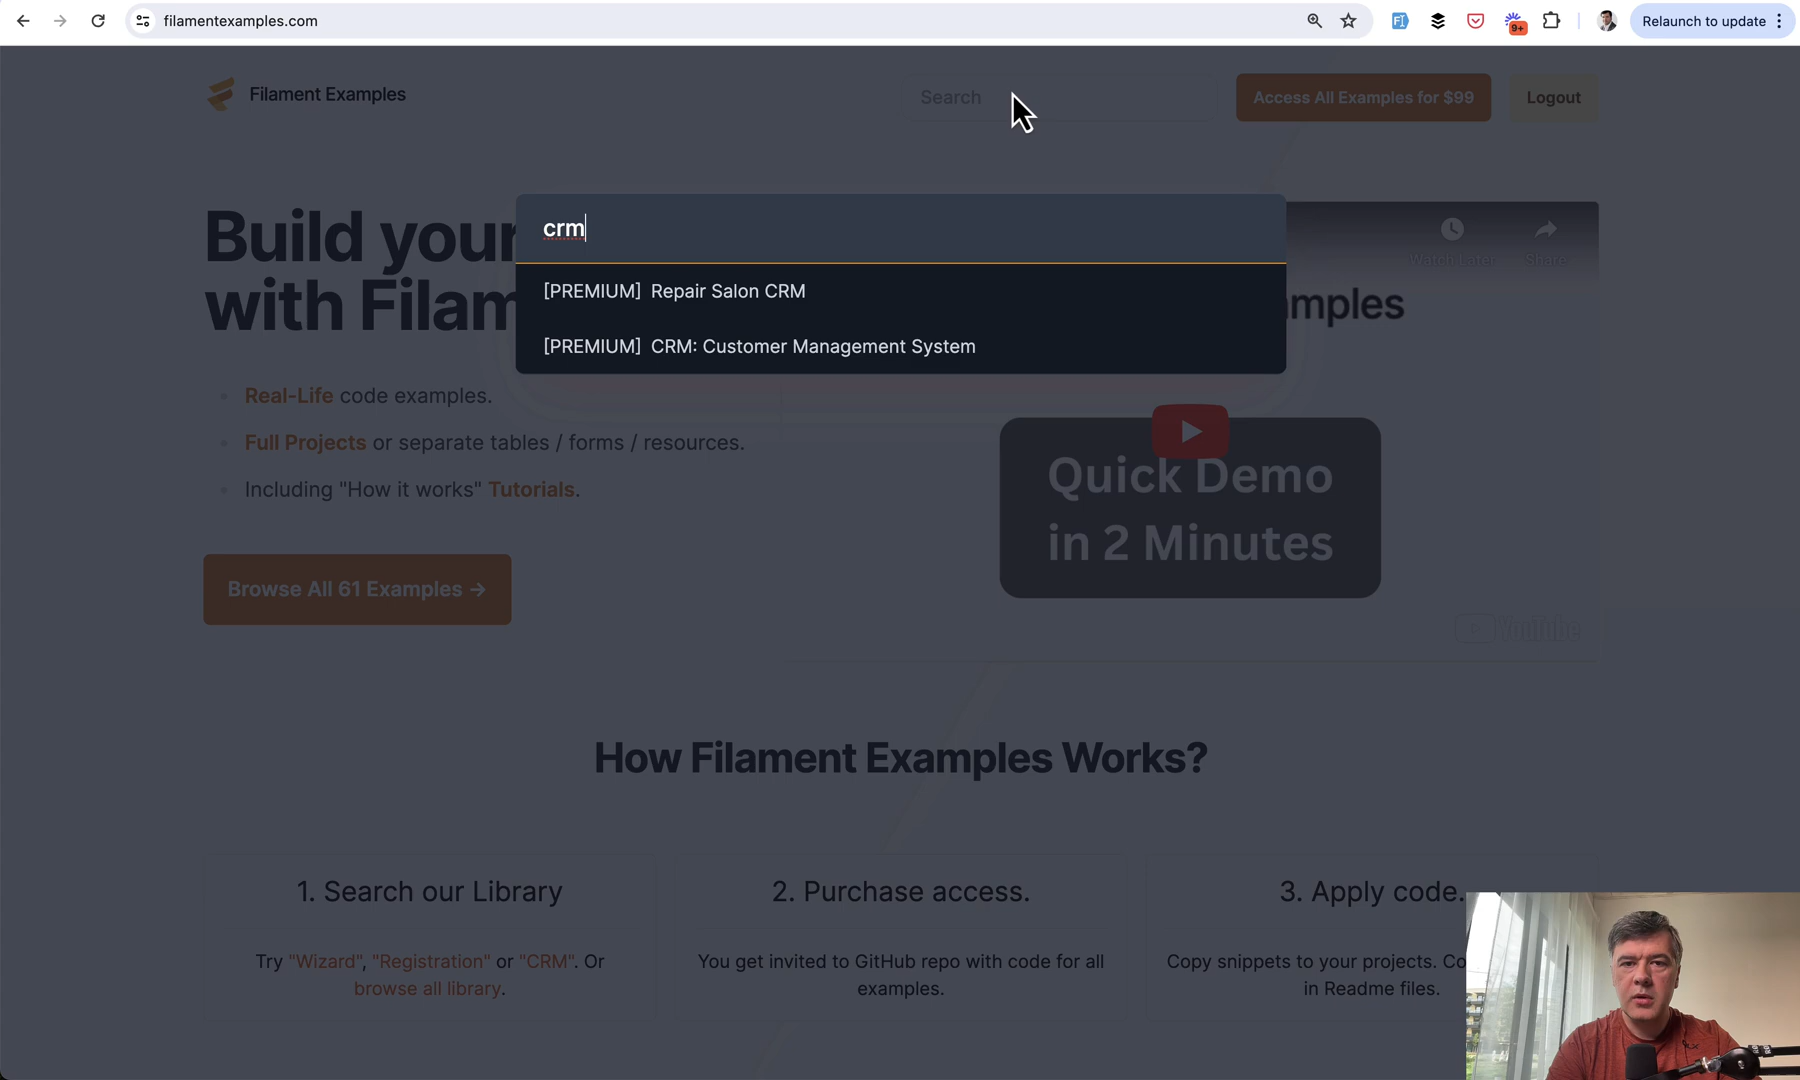 filamentexamples.com
9+
Relaunch to update
Filament Examples
Search
Access All Examples for $99
Logout
Build your
with Filam
crm
[PREMIUM] Repair Salon CRM
[PREMIUM] CRM: Customer Management System
Watch Later
Share
mples
Real-Life code examples.
Full Projects or separate tables / forms / resources.
Including "How it works" Tutorials.
Quick Demo
in 2 Minutes
Browse All 61 Examples →
YouTube
How Filament Examples Works?
1. Search our Library
Try "Wizard", "Registration" or "CRM". Or
browse all library.
2. Purchase access.
You get invited to GitHub repo with code for all
examples.
3. Apply code.
Copy snippets to your projects. Co
in Readme files.